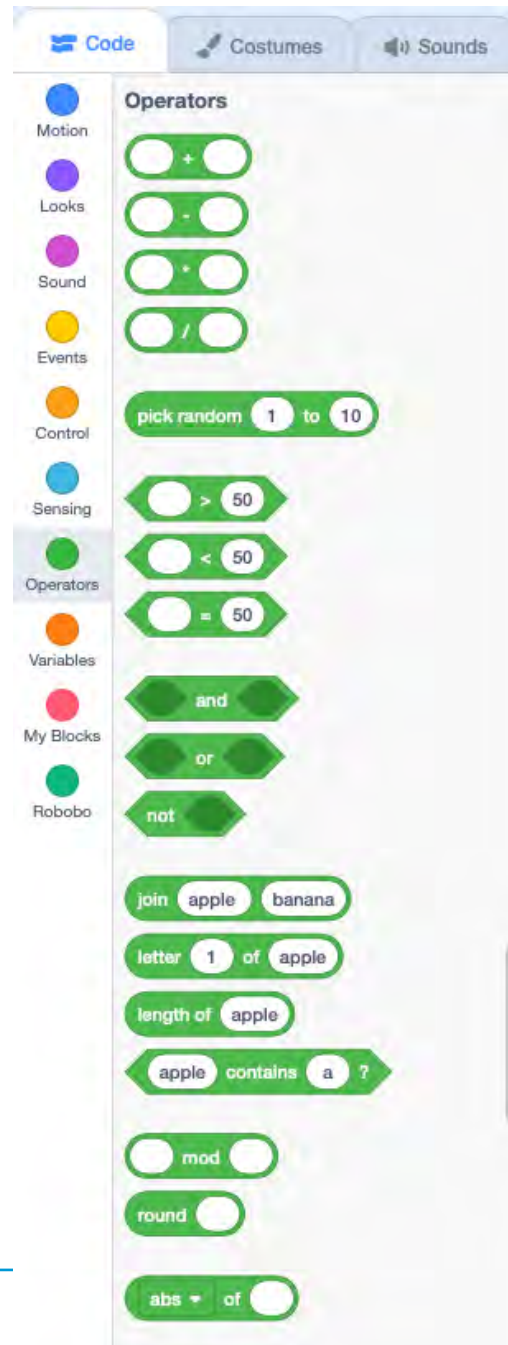 Code Costumes Sounds
Motion
Looks
Sound
Events
Control
Sensing
Operators
Variables
My Blocks
Robobo
Operators
+
-
*
/
pick random 1 to 10
> 50
< 50
= 50
and
or
not
join apple banana
letter 1 of apple
length of apple
apple contains a ?
mod
round
abs of